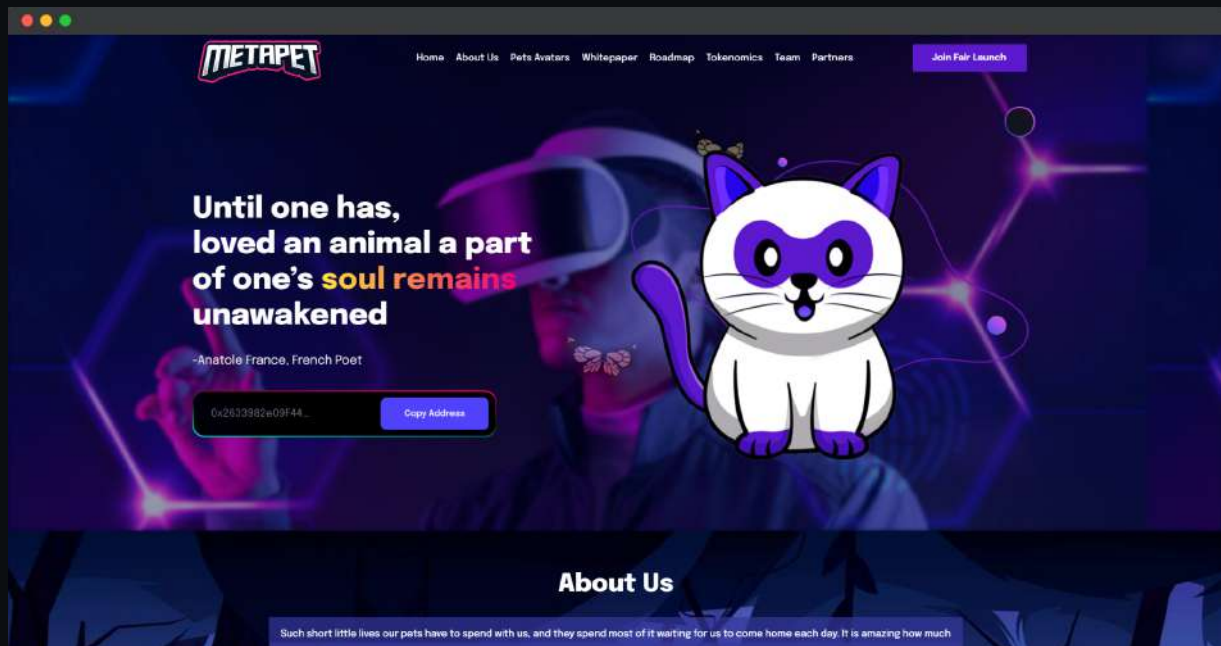 METAPET
Home About Us Pets Avatars Whitepaper Roadmap Tokenomics Team Partners
Join Fair Launch
Until one has,
loved an animal a part
of one's soul remains
unawakened
-Anatole France, French Poet
0x2633982e09F44...
Copy Address
About Us
Such short little lives our pets have to spend with us, and they spend most of it waiting for us to come home each day. It is amazing how much